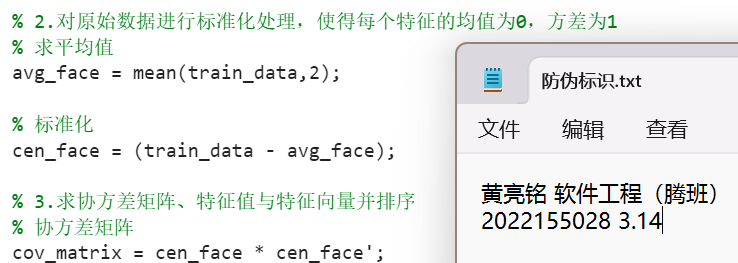 % 2.对原始数据进行标准化处理，使得每个特征的均值为0，方差为1
% 求平均值
avg_face = mean(train_data,2);
% 标准化
cen_face = (train_data - avg_face);
% 3.求协方差矩阵、特征值与特征向量并排序
% 协方差矩阵
cov_matrix = cen_face * cen_face';
防伪标识.txt
文件 编辑 查看
黄亮铭 软件工程（腾班）
2022155028 3.14